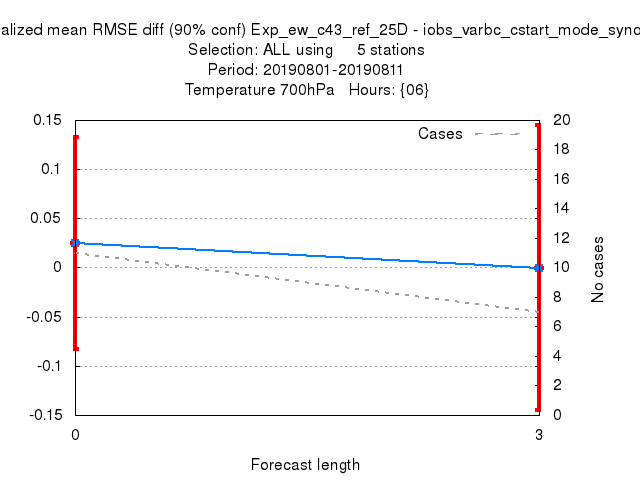 alized mean RMSE diff (90% conf) Exp_ew_c43_ref_25D - iobs_varbc_cstart_mode_syno
Selection: ALL using 5 stations
Period: 20190801-20190811
Temperature 700hPa Hours: {06}
Cases
0.15
0.1
0.05
0
-0.05
-0.1
-0.15
20
18
16
14
12
10
8
6
4
2
0
No cases
0
3
Forecast length